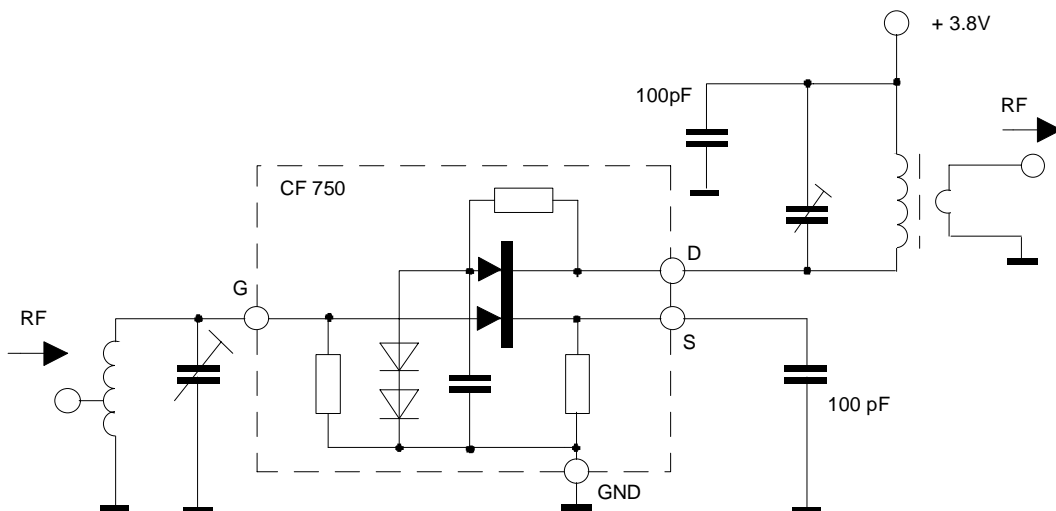 + 3.8V
100pF
RF
CF 750
D
G
RF
S
100 pF
GND